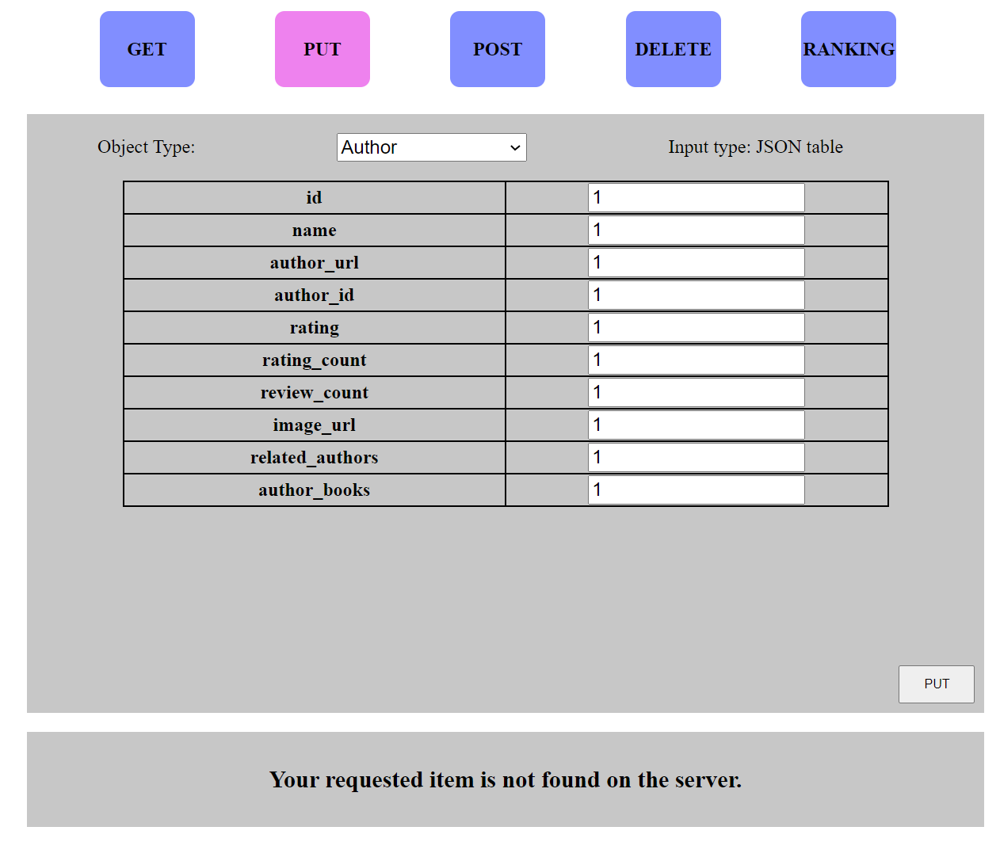 GET PUT POST DELETE RANKING
Object Type: Author Input type: JSON table
id 1
name 1
author_url 1
author_id 1
rating 1
rating_count 1
review_count 1
image_url 1
related_authors 1
author_books 1
PUT
Your requested item is not found on the server.